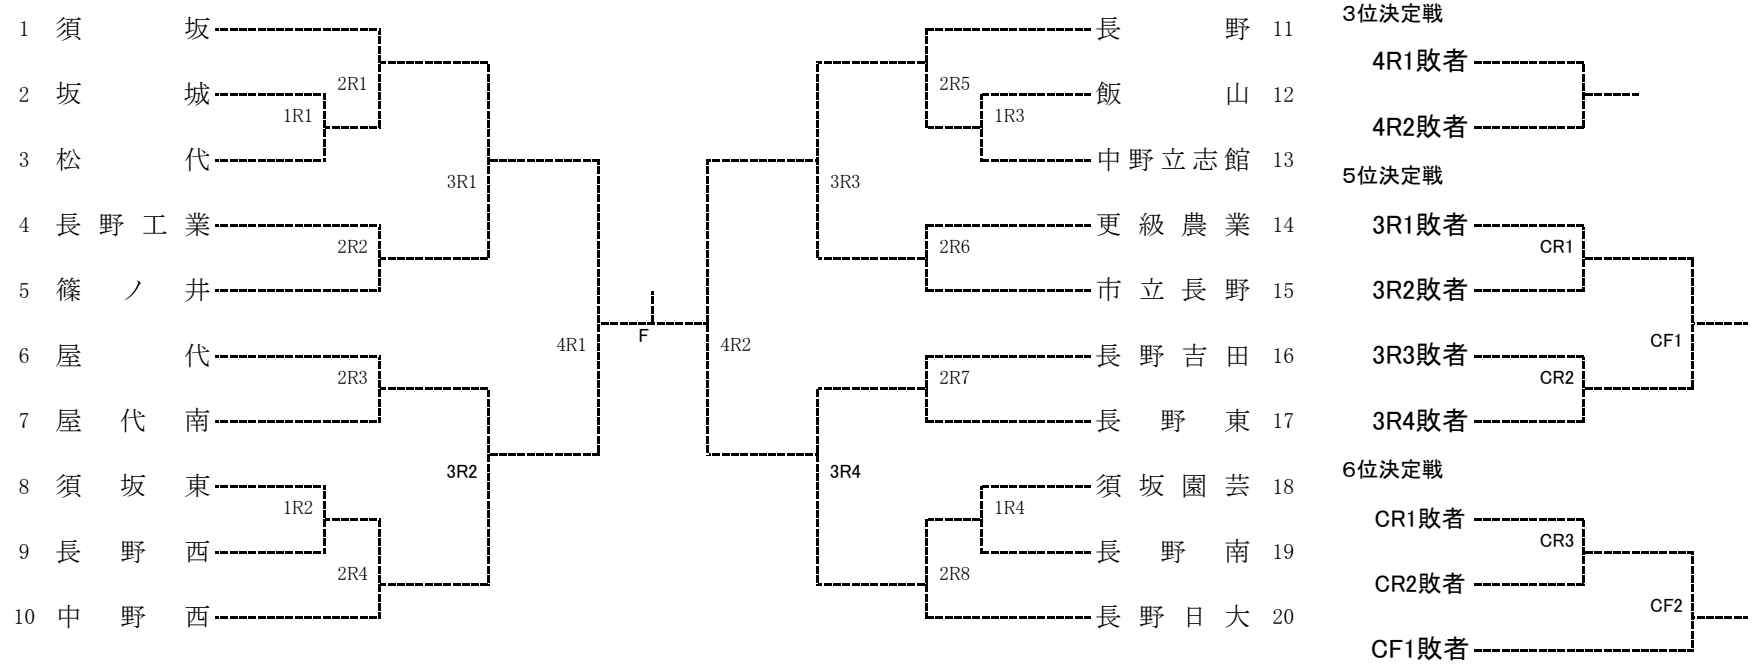 1 須坂
2R1
2 坂城
1R1
3 松代
3R1
4 長野工業
2R2
5 篠ノ井
4R1
6 屋代
2R3
7 屋代南
3R2
8 須坂東
1R2
9 長野西
2R4
10 中野西
F
長野 11
2R5
飯山 12
1R3
中野立志館 13
3R3
更級農業 14
2R6
市立長野 15
4R2
長野吉田 16
2R7
長野東 17
3R4
須坂園芸 18
1R4
長野南 19
2R8
長野日大 20
3位決定戦
4R1敗者
4R2敗者
5位決定戦
3R1敗者
CR1
3R2敗者
CF1
3R3敗者
CR2
3R4敗者
6位決定戦
CR1敗者
CR3
CR2敗者
CF2
CF1敗者